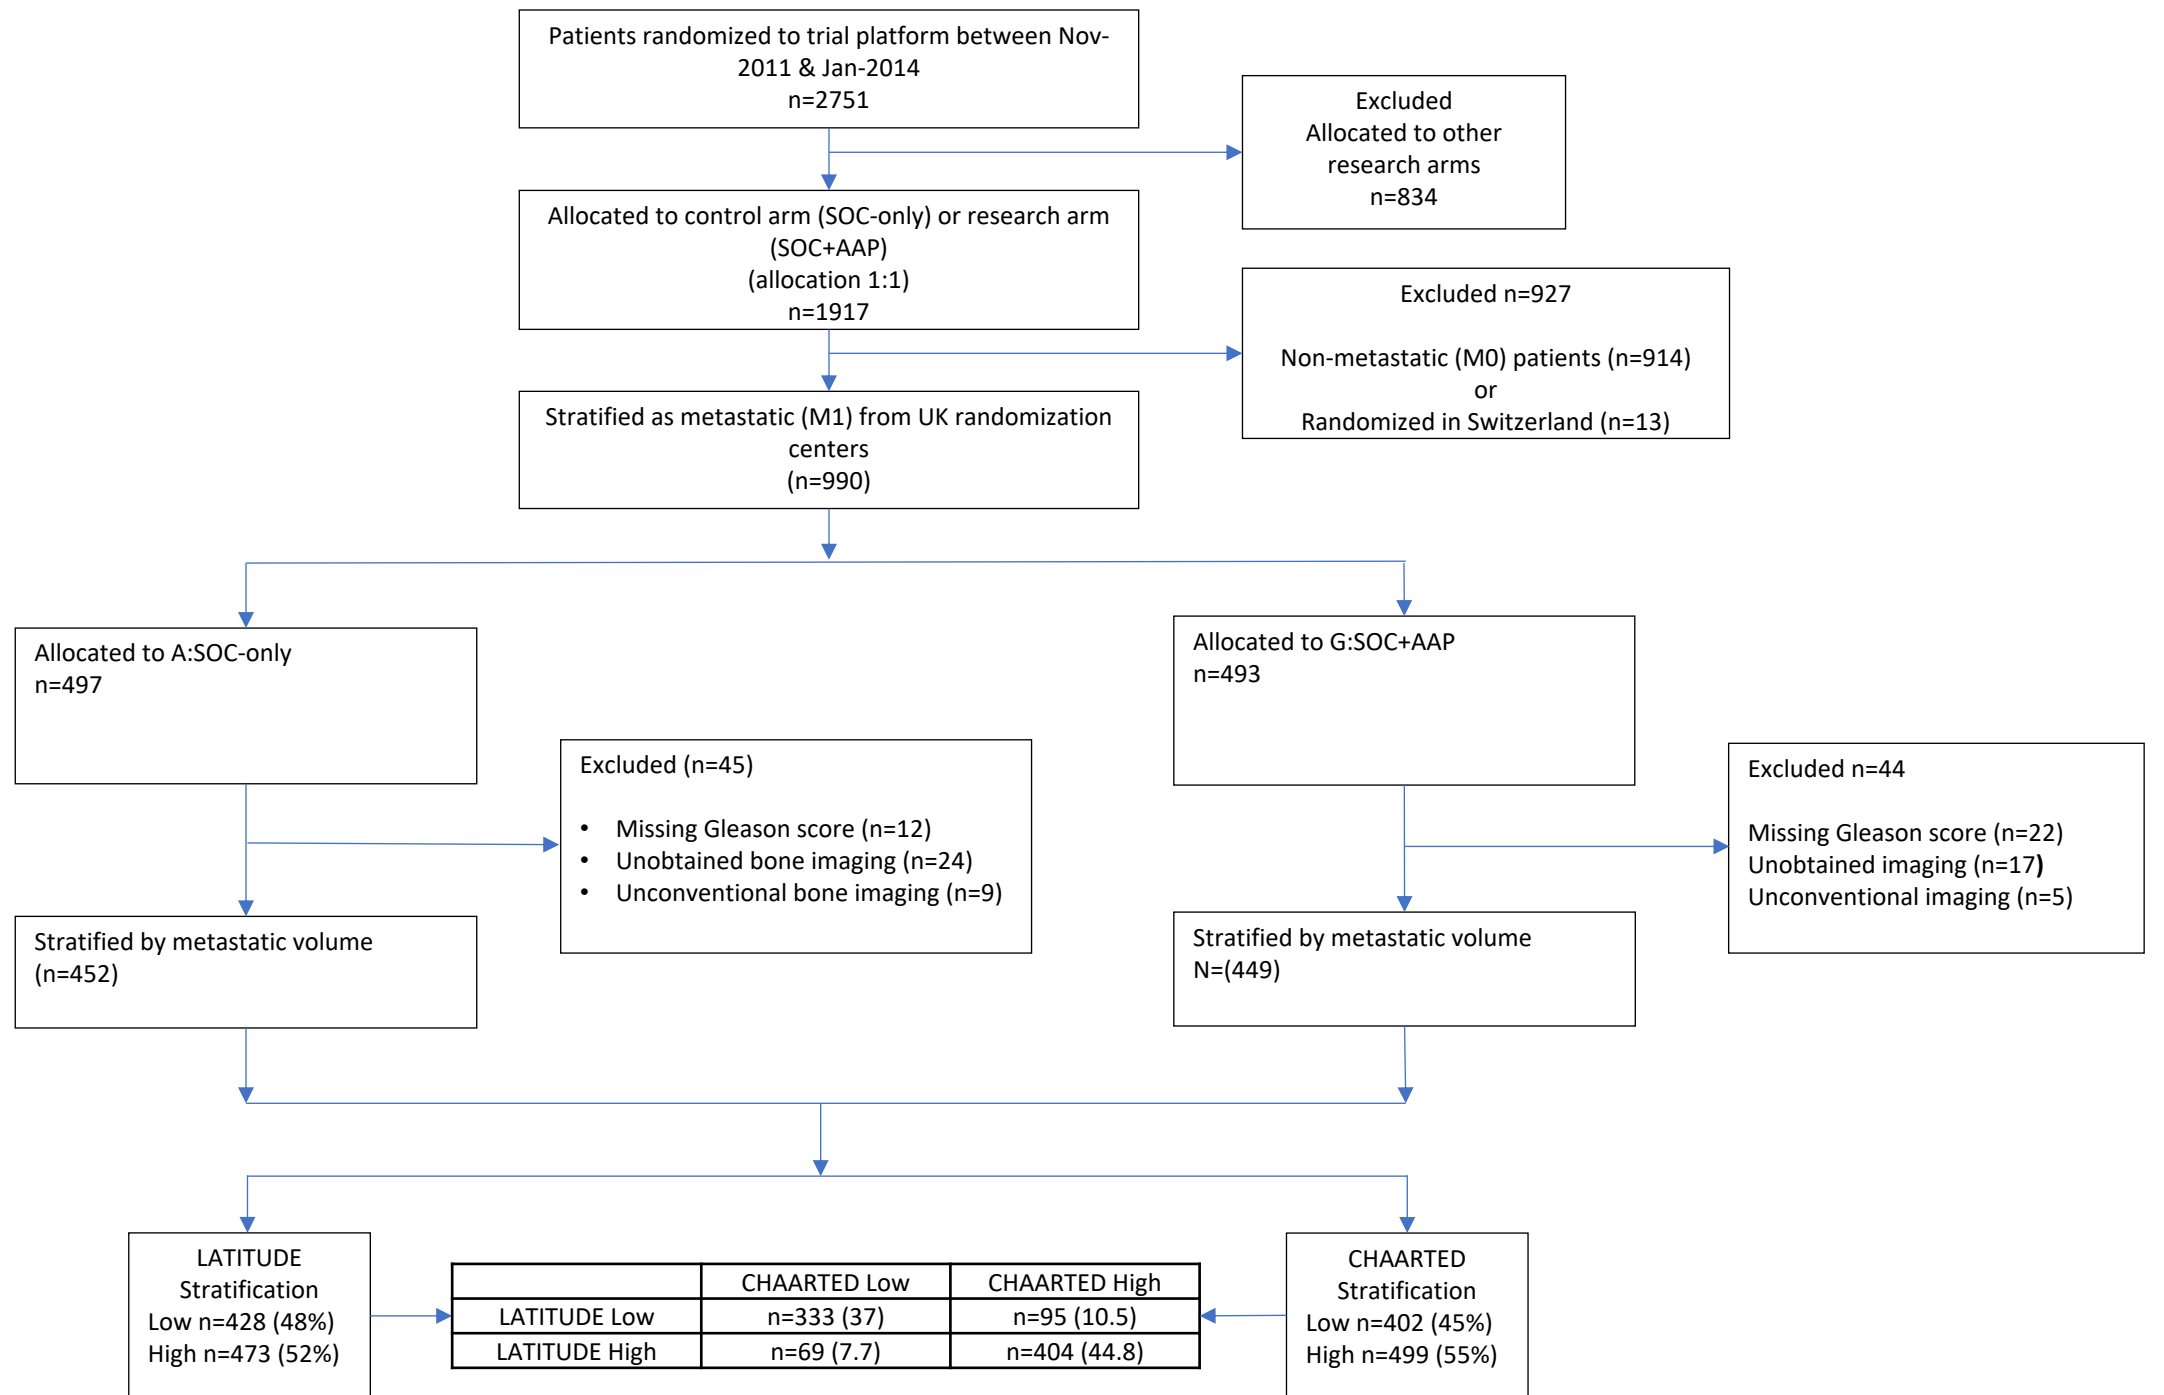 Patients randomized to trial platform between Nov-
2011 & Jan-2014
n=2751
Excluded
Allocated to other
research arms
n=834
Allocated to control arm (SOC-only) or research arm
(SOC+AAP)
(allocation 1:1)
n=1917
Excluded n=927
Non-metastatic (M0) patients (n=914)
or
Randomized in Switzerland (n=13)
Stratified as metastatic (M1) from UK randomization
centers
(n=990)
Allocated to A:SOC-only
n=497
Allocated to G:SOC+AAP
n=493
Excluded (n=45)
• Missing Gleason score (n=12)
• Unobtained bone imaging (n=24)
• Unconventional bone imaging (n=9)
Excluded n=44
Missing Gleason score (n=22)
Unobtained imaging (n=17)
Unconventional imaging (n=5)
Stratified by metastatic volume
(n=452)
Stratified by metastatic volume
N=(449)
LATITUDE
Stratification
Low n=428 (48%)
High n=473 (52%)
CHAARTED Low CHAARTED High
LATITUDE Low n=333 (37) n=95 (10.5)
LATITUDE High n=69 (7.7) n=404 (44.8)
CHAARTED
Stratification
Low n=402 (45%)
High n=499 (55%)